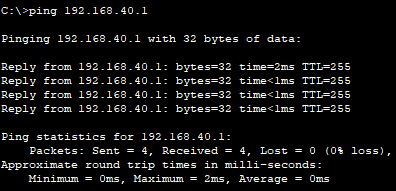 C:\>ping 192.168.40.1
Pinging 192.168.40.1 with 32 bytes of data:
Reply from 192.168.40.1: bytes=32 time=2ms TTL=255
Reply from 192.168.40.1: bytes=32 time<1ms TTL=255
Reply from 192.168.40.1: bytes=32 time<1ms TTL=255
Reply from 192.168.40.1: bytes=32 time<1ms TTL=255
Ping statistics for 192.168.40.1:
    Packets: Sent = 4, Received = 4, Lost = 0 (0% loss),
Approximate round trip times in milli-seconds:
    Minimum = 0ms, Maximum = 2ms, Average = 0ms